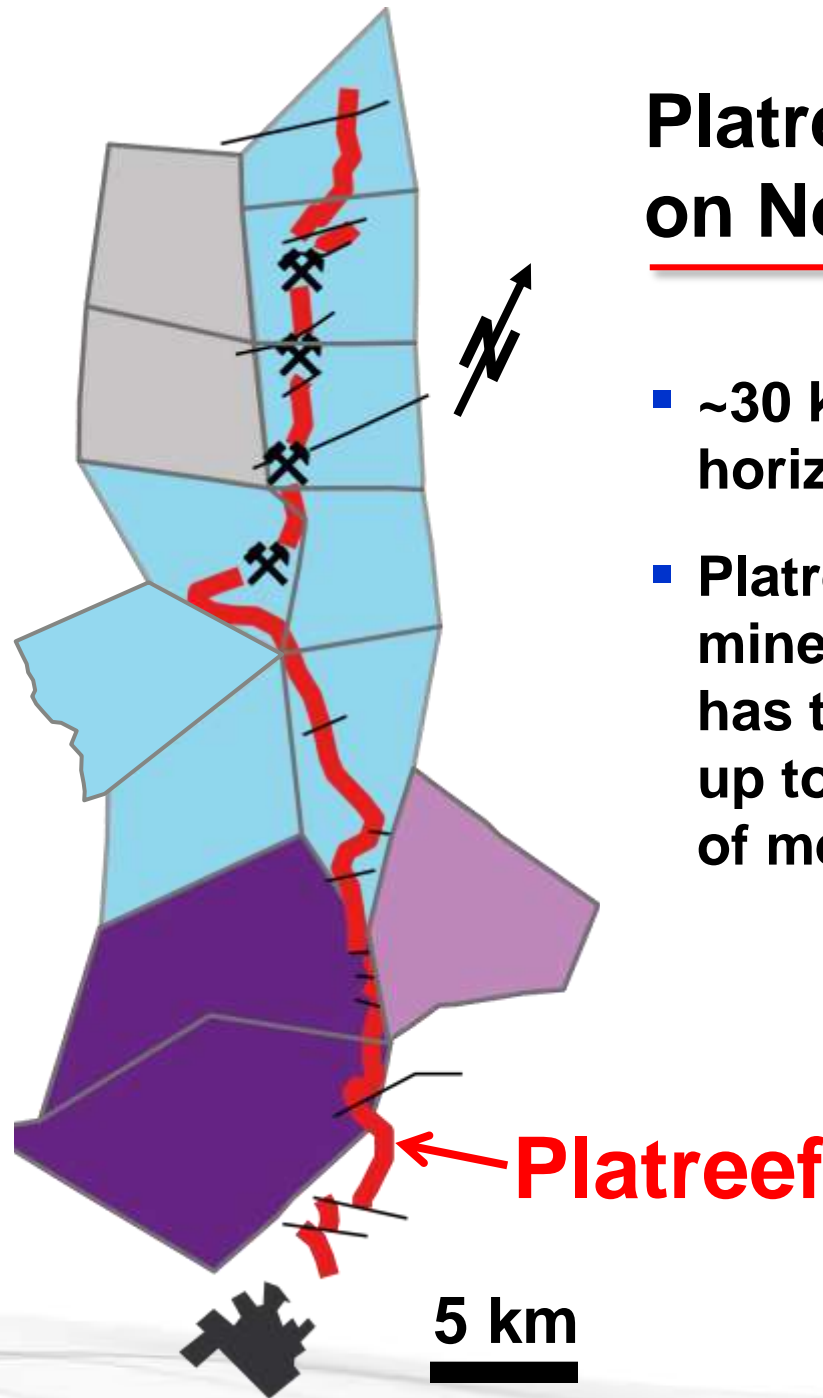 Platre
on No
N
■ ~30 k
horiz
■ Platre
mine
has t
up to
of me
Platreef
5 km